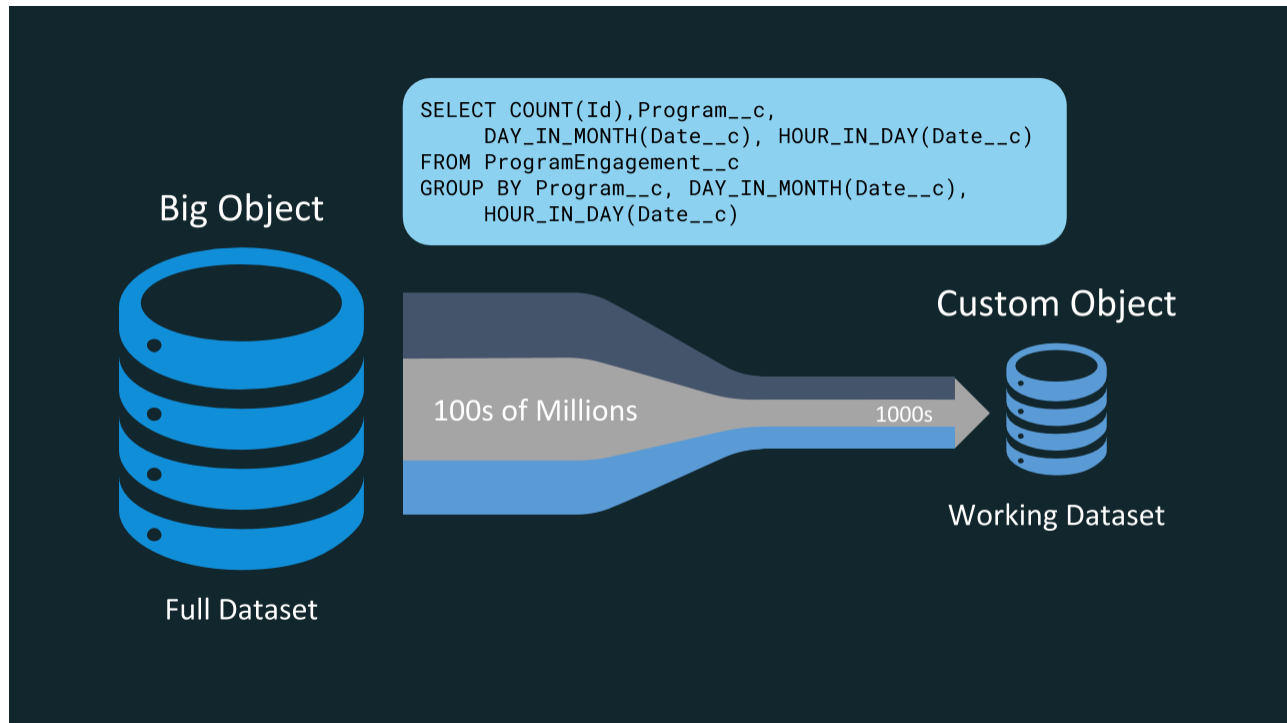 SELECT COUNT(Id),Program__c,
DAY_IN_MONTH(Date__c), HOUR_IN_DAY(Date__c)
FROM ProgramEngagement__c
GROUP BY Program__c, DAY_IN_MONTH(Date__c),
HOUR_IN_DAY(Date__c)
Big Object
Custom Object
100s of Millions
1000s
Working Dataset
Full Dataset